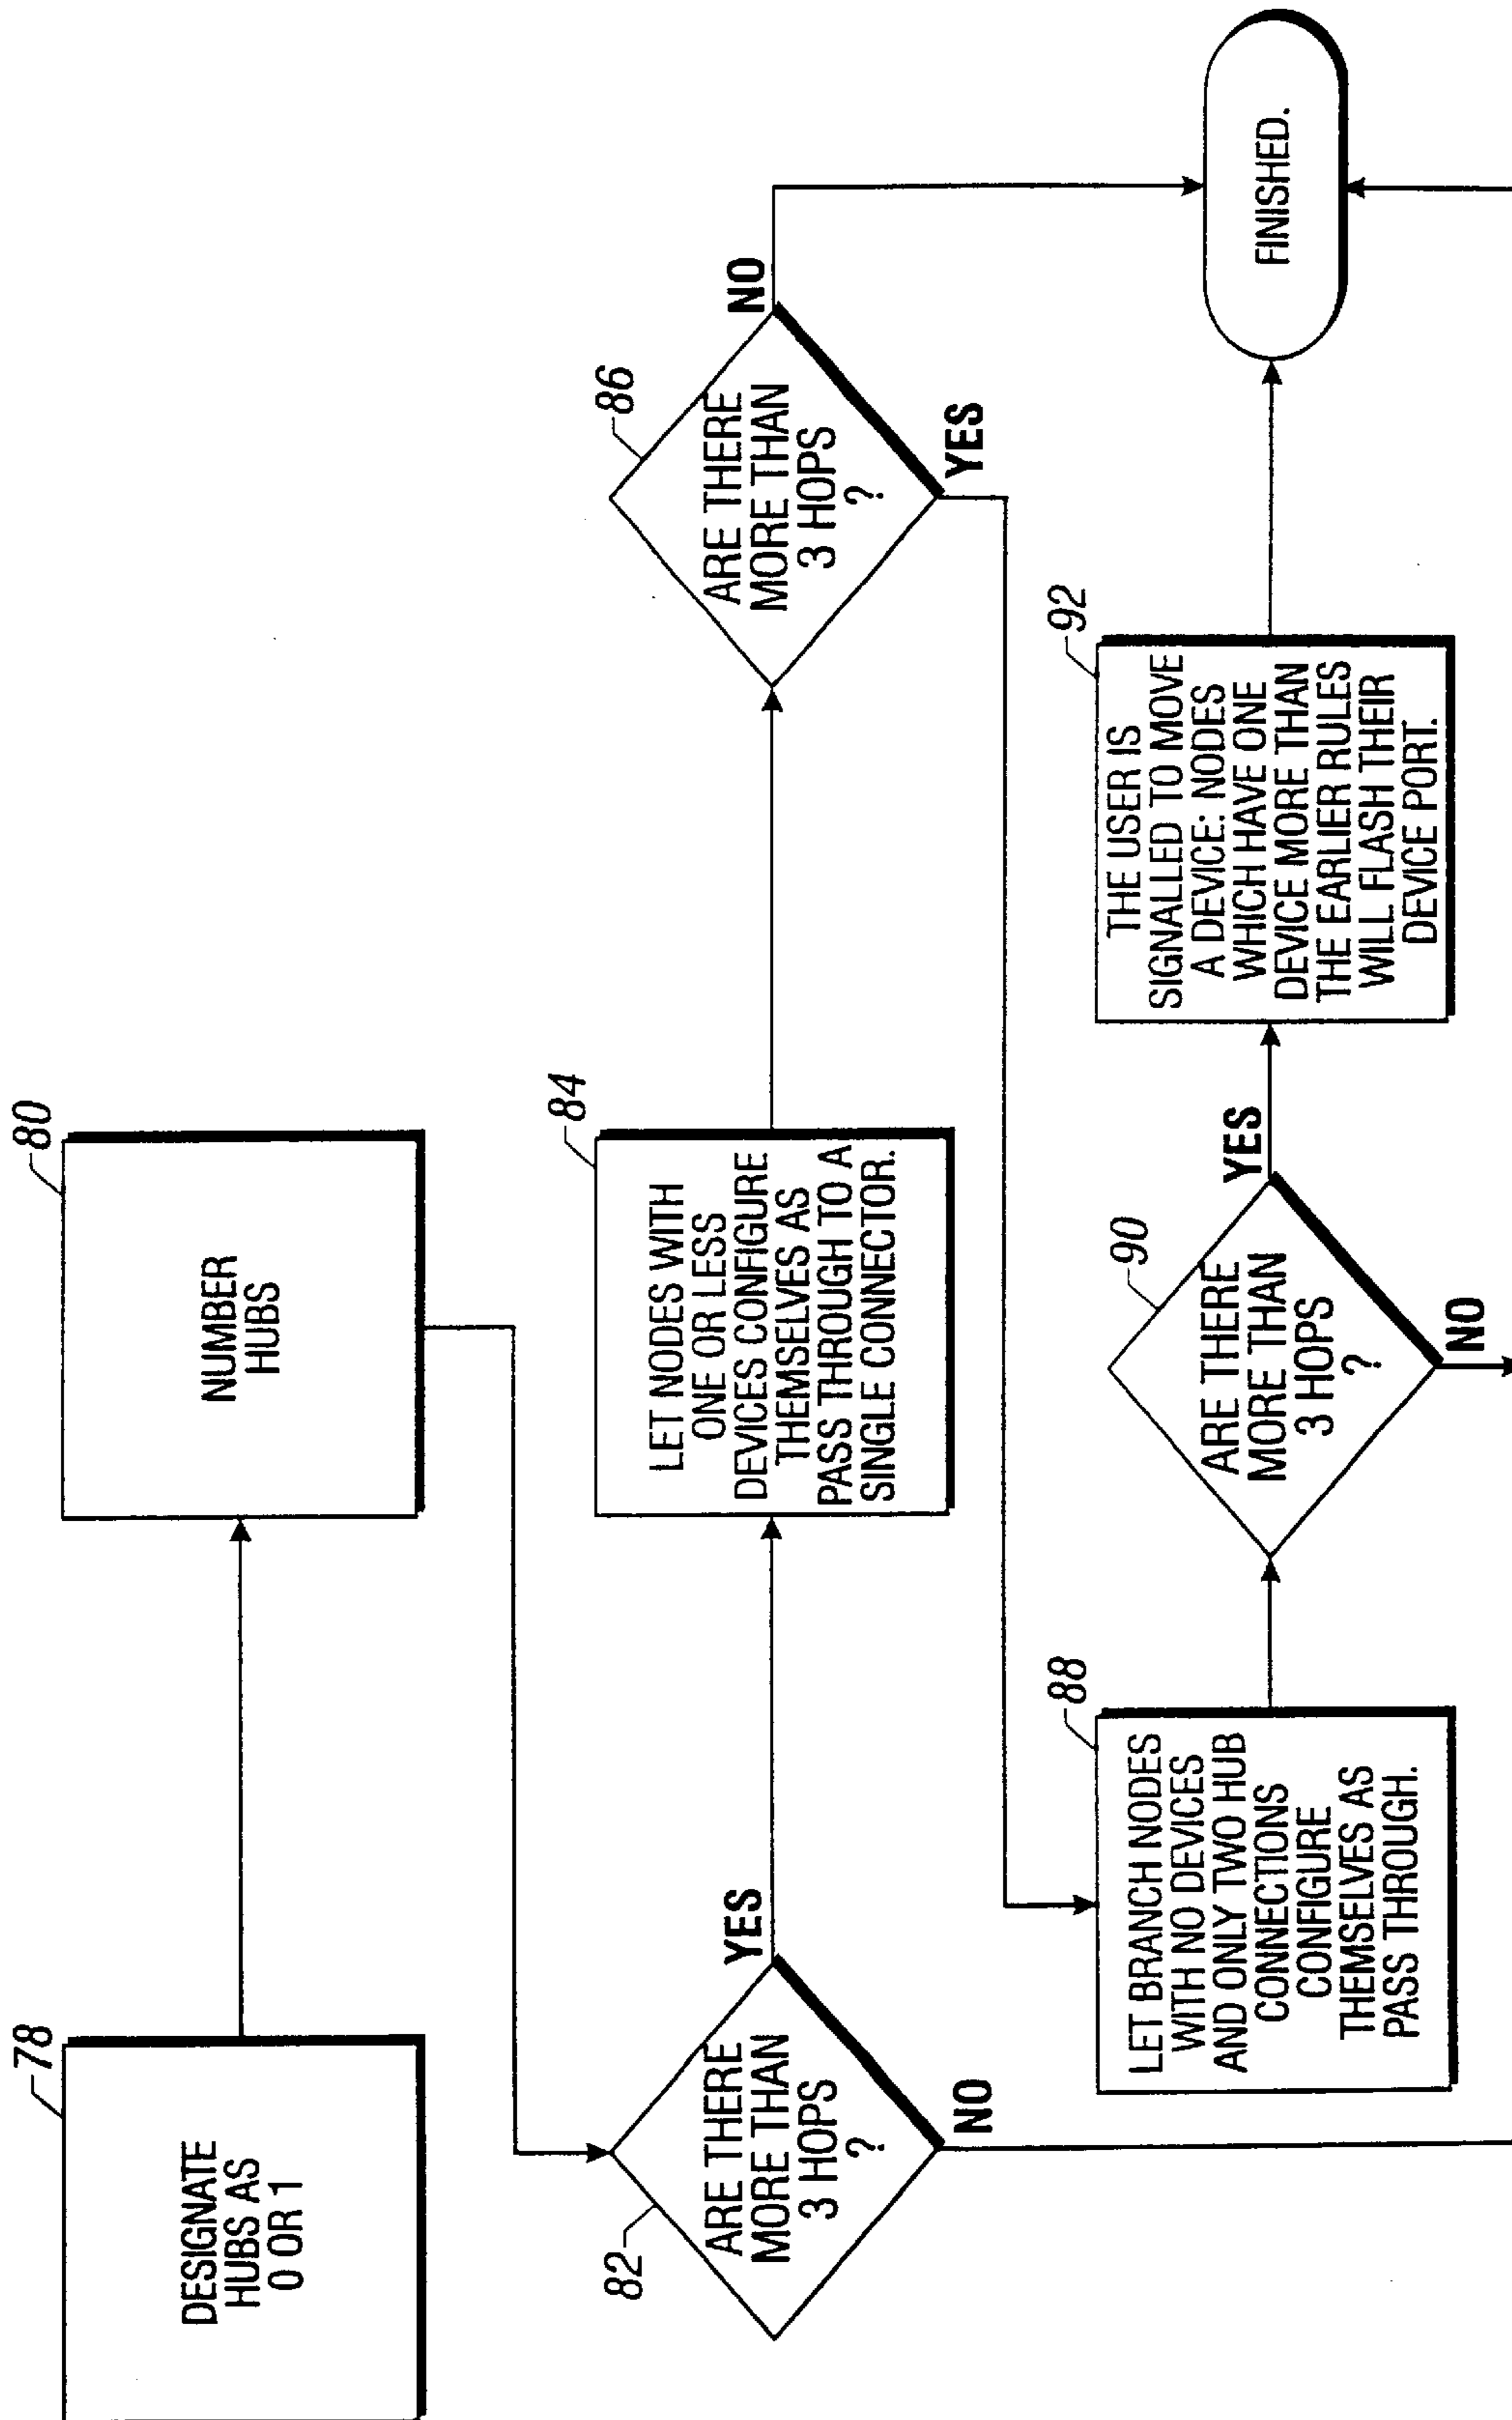 78
DESIGNATE
HUBS AS
0 OR 1
80
NUMBER
HUBS
82
ARE THERE
MORE THAN
3 HOPS
?
YES
NO
84
LET NODES WITH
ONE OR LESS
DEVICES CONFIGURE
THEMSELVES AS
PASS THROUGH TO A
SINGLE CONNECTOR.
86
ARE THERE
MORE THAN
3 HOPS
?
NO
YES
88
LET BRANCH NODES
WITH NO DEVICES
AND ONLY TWO HUB
CONNECTIONS
CONFIGURE
THEMSELVES AS
PASS THROUGH.
90
ARE THERE
MORE THAN
3 HOPS
?
YES
NO
92
THE USER IS
SIGNALLED TO MOVE
A DEVICE: NODES
WHICH HAVE ONE
DEVICE MORE THAN
THE EARLIER RULES
WILL FLASH THEIR
DEVICE PORT.
FINISHED.